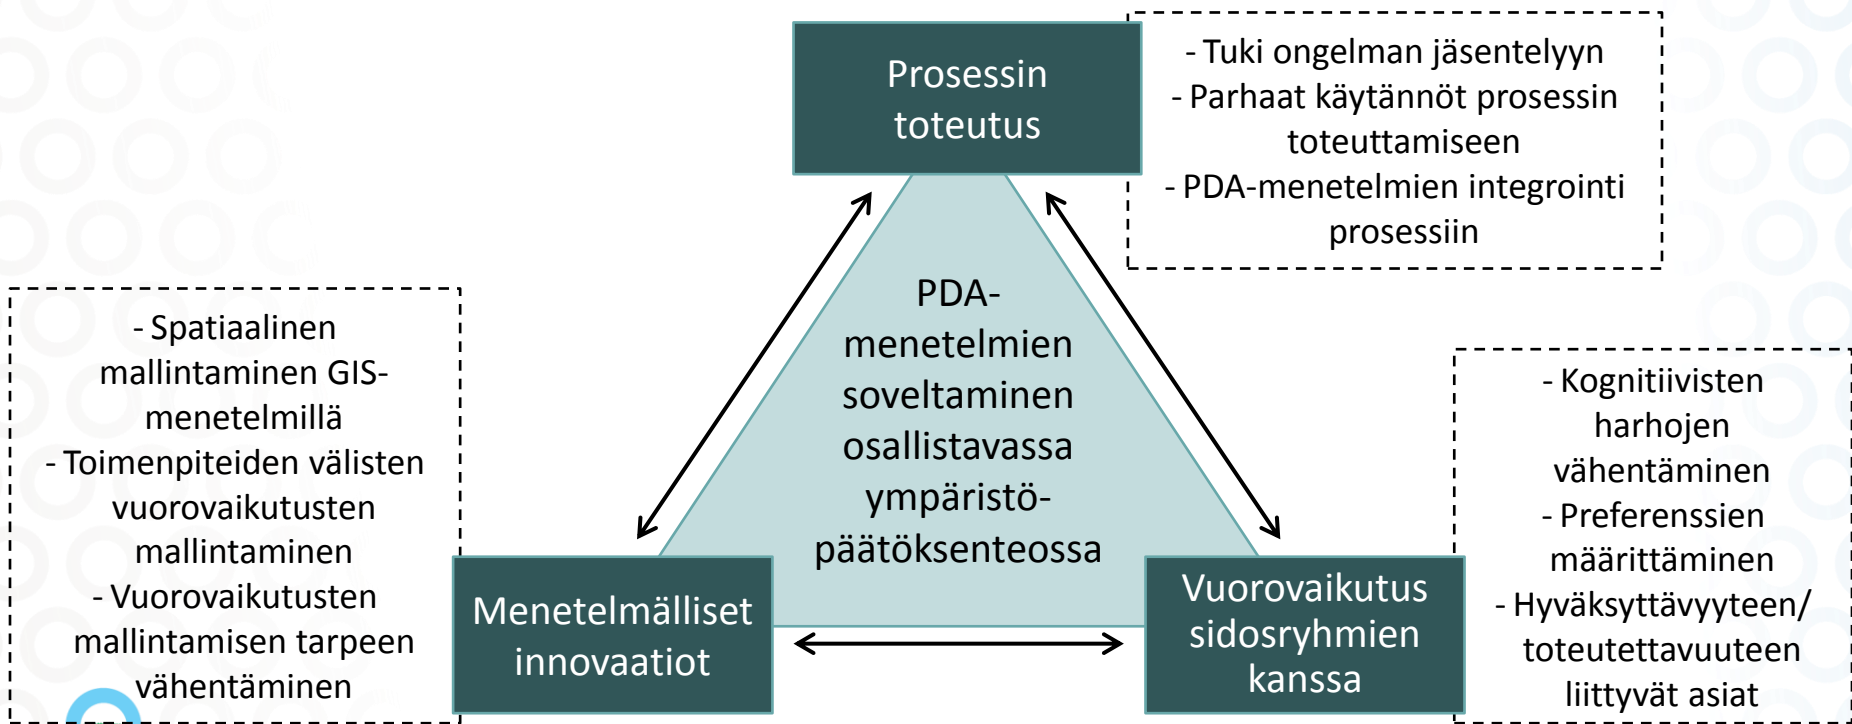 Prosessin
toteutus
- Tuki ongelman jäsentelyyn
- Parhaat käytännöt prosessin
toteuttamiseen
- PDA-menetelmien integrointi
prosessiin
PDA-
menetelmien
soveltaminen
osallistavassa
ympäristö-
päätöksenteossa
- Spatiaalinen
mallintaminen GIS-
menetelmillä
- Toimenpiteiden välisten
vuorovaikutusten
mallintaminen
- Vuorovaikutusten
mallintamisen tarpeen
vähentäminen
Menetelmälliset
innovaatiot
Vuorovaikutus
sidosryhmien
kanssa
- Kognitiivisten
harhojen
vähentäminen
- Preferenssien
määrittäminen
- Hyväksyttävyyteen/
toteutettavuuteen
liittyvät asiat